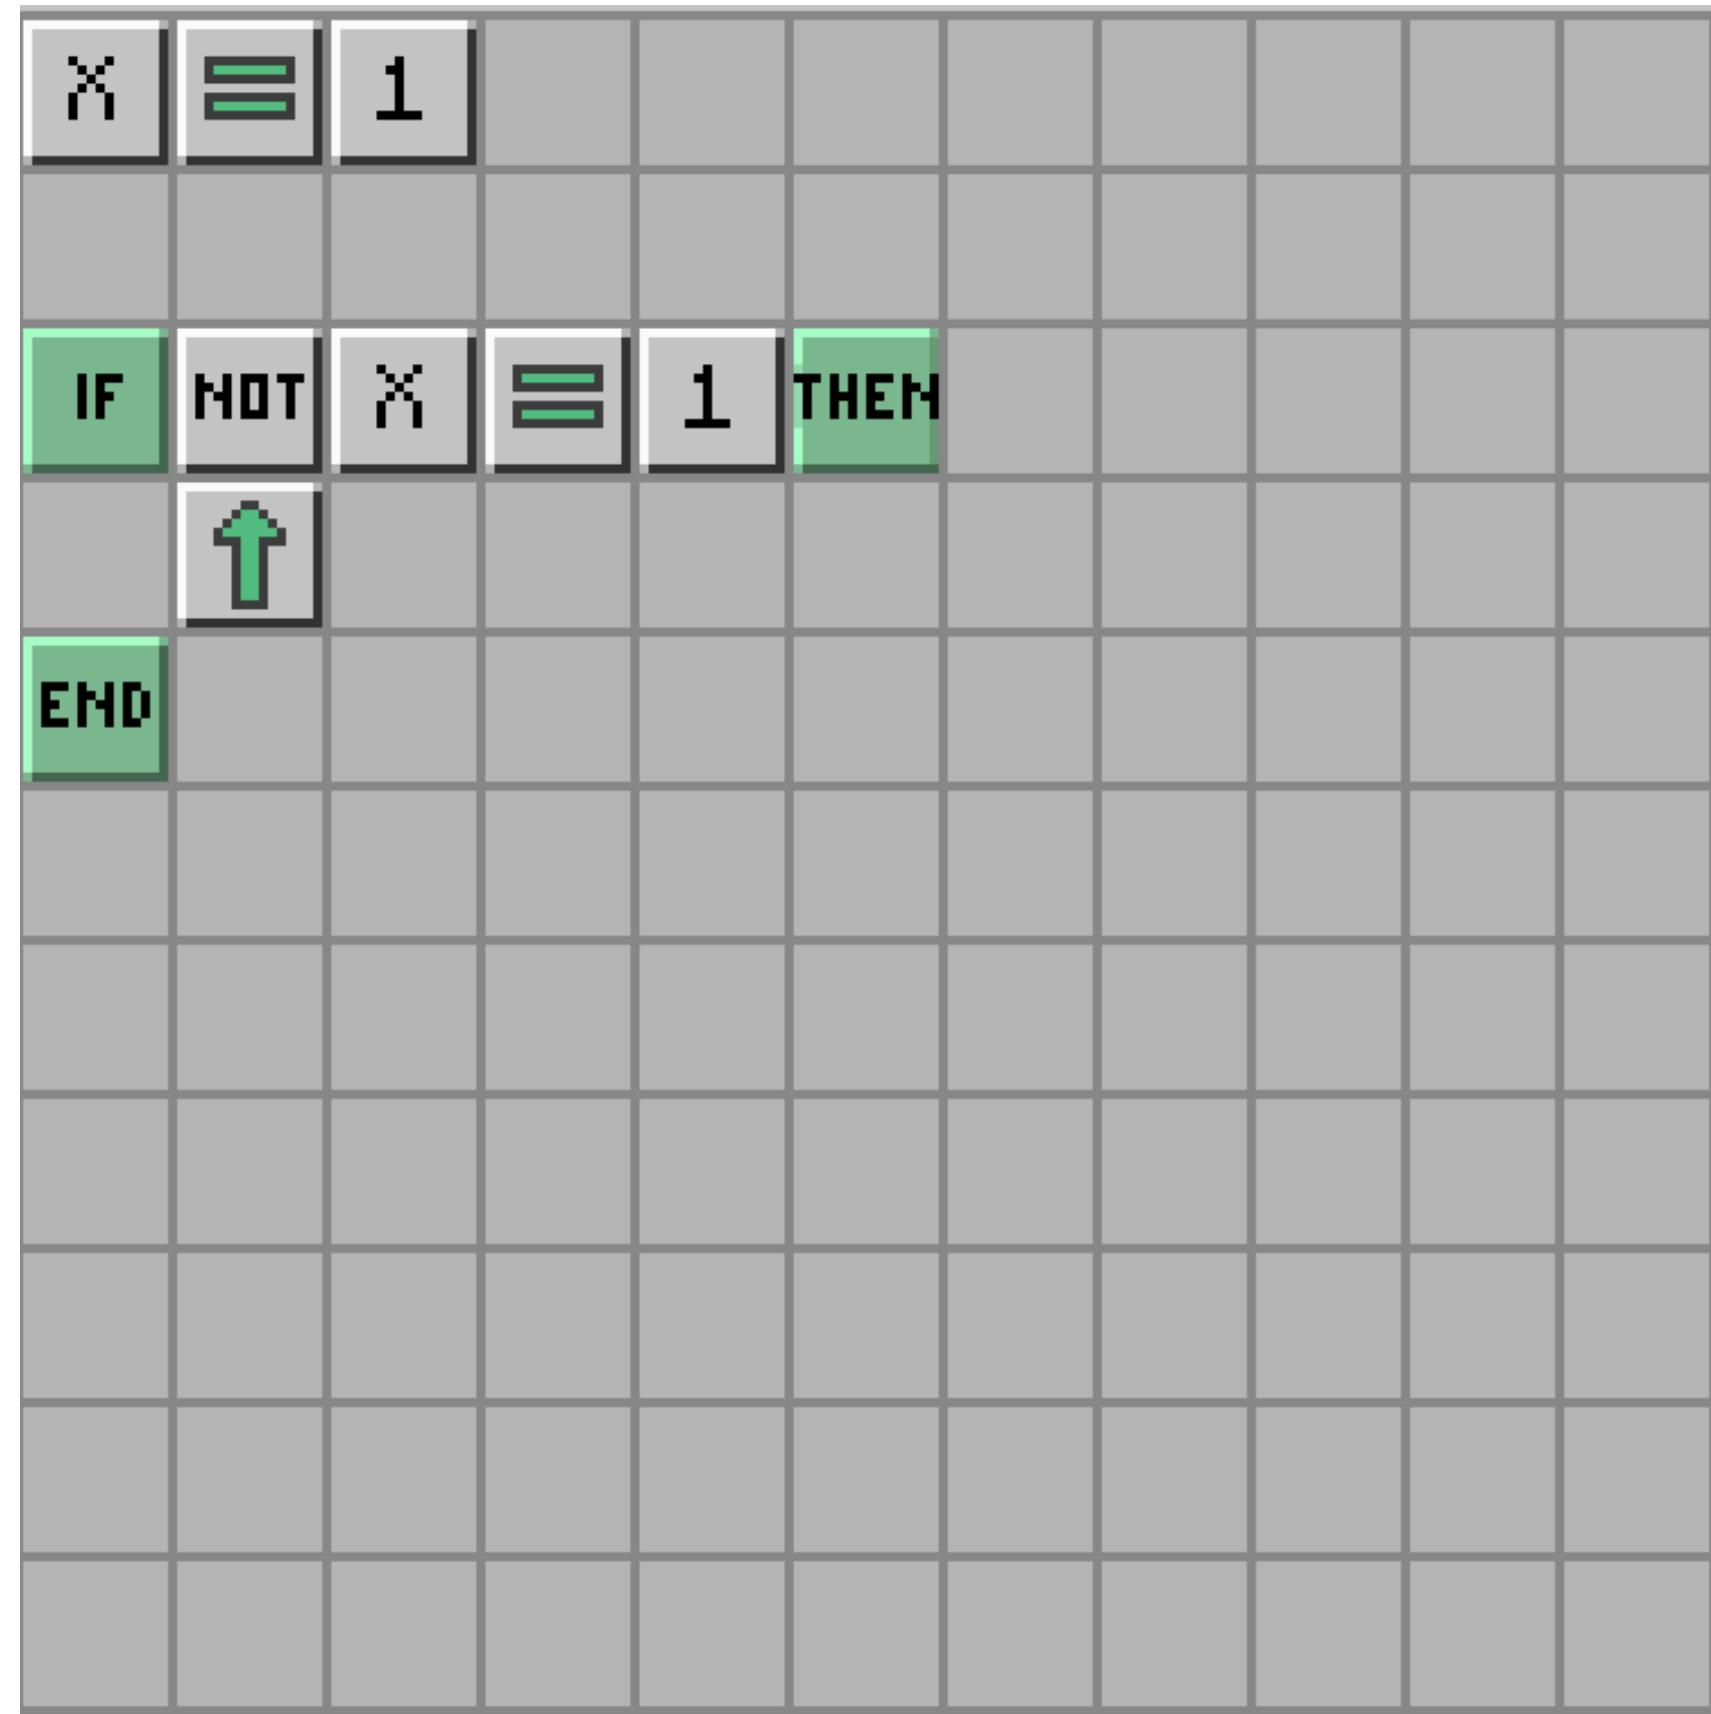 X = 1
IF NOT X = 1 THEN
↑
END